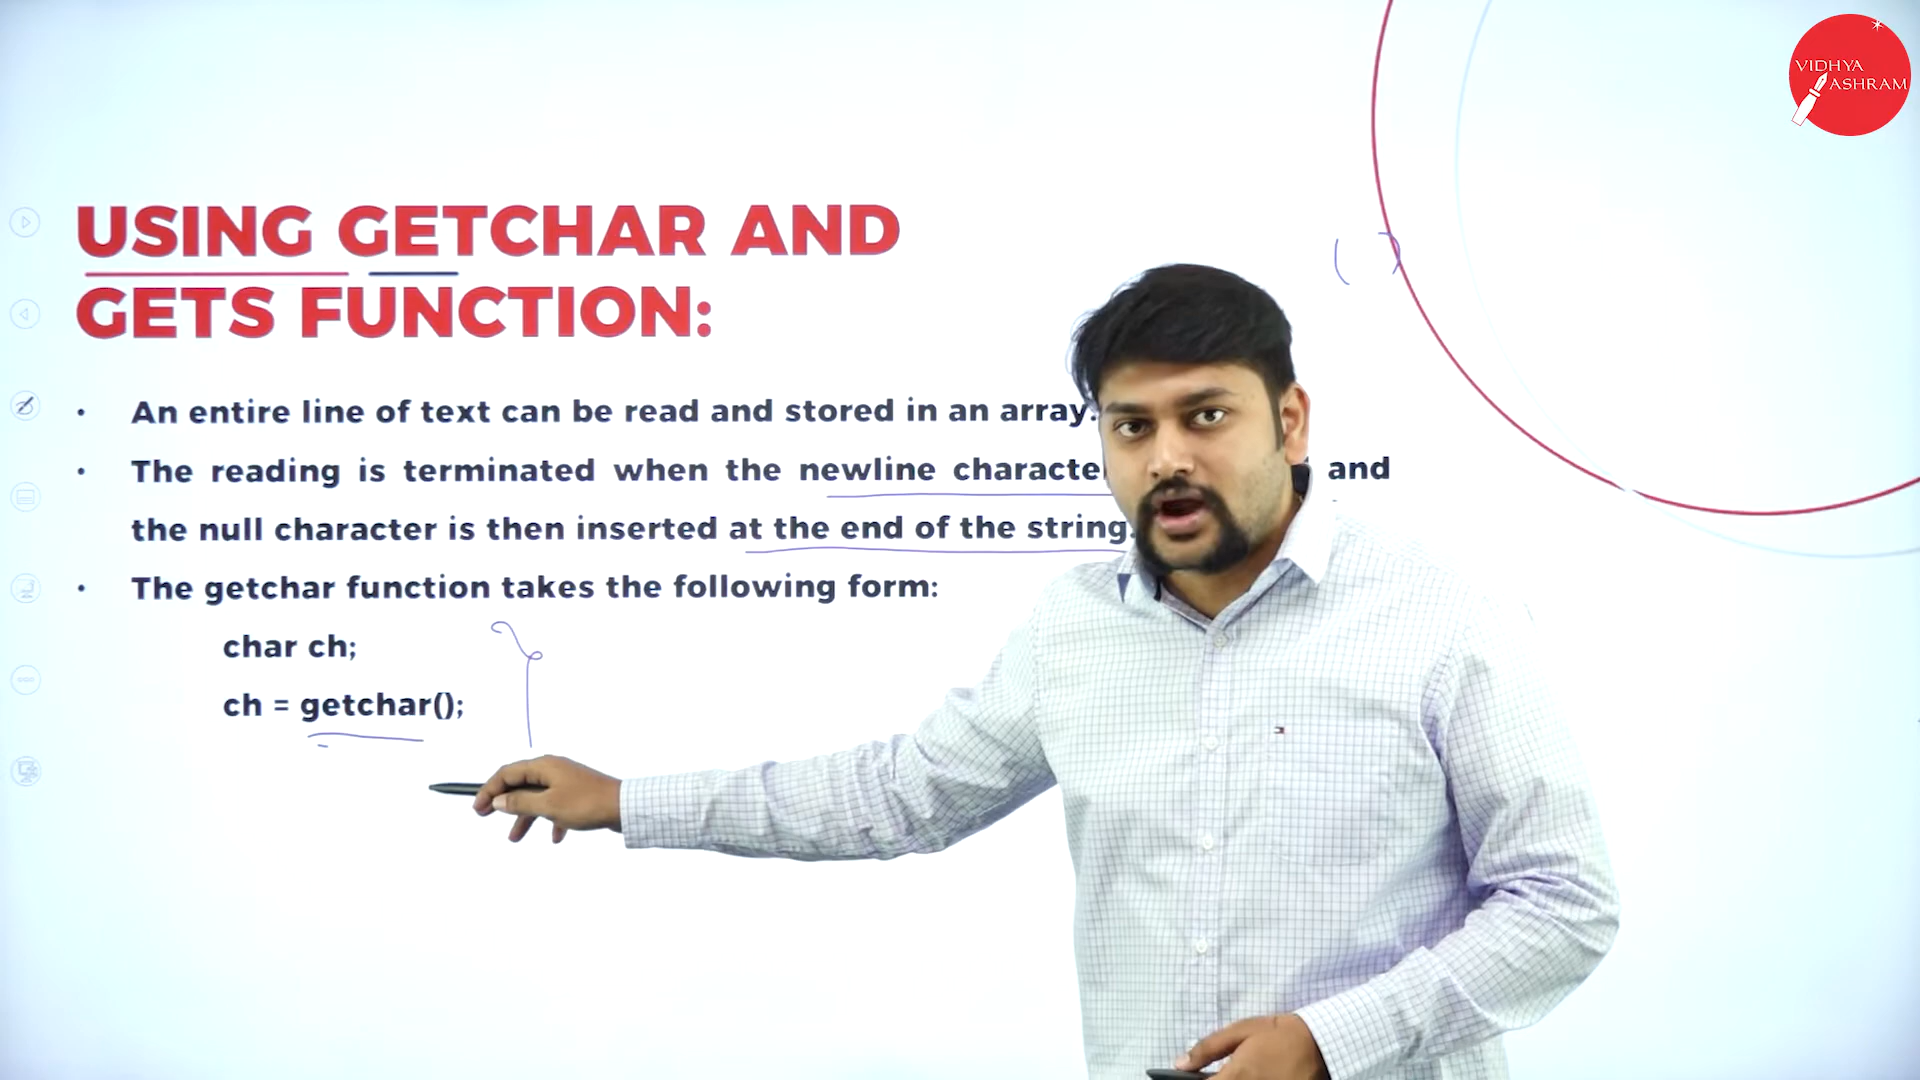 VIDHYA
ASHRAM
USING GETCHAR AND
GETS FUNCTION:
• An entire line of text can be read and stored in an array.
• The reading is terminated when the newline characte and
the null character is then inserted at the end of the string.
• The getchar function takes the following form:
char ch;
ch = getchar();
( )